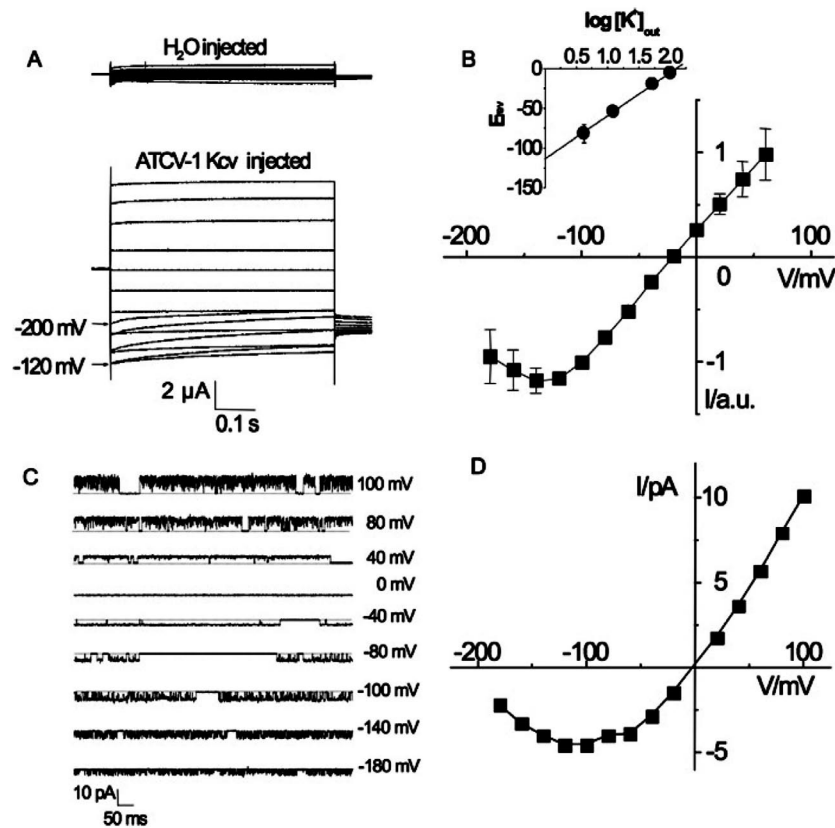 A
H₂O injected
ATCV-1 Kcv injected
-200 mV
-120 mV
2 µA
0.1 s
B
log [K⁺]out
0.5 1.0 1.5 2.0
0
-50
-100
-150
1
-200 -100 0 100
V/mV
-1
I/a.u.
C
100 mV
80 mV
40 mV
0 mV
-40 mV
-80 mV
-100 mV
-140 mV
-180 mV
10 pA
50 ms
D
I/pA
10
5
-200 -100 0 100
V/mV
-5